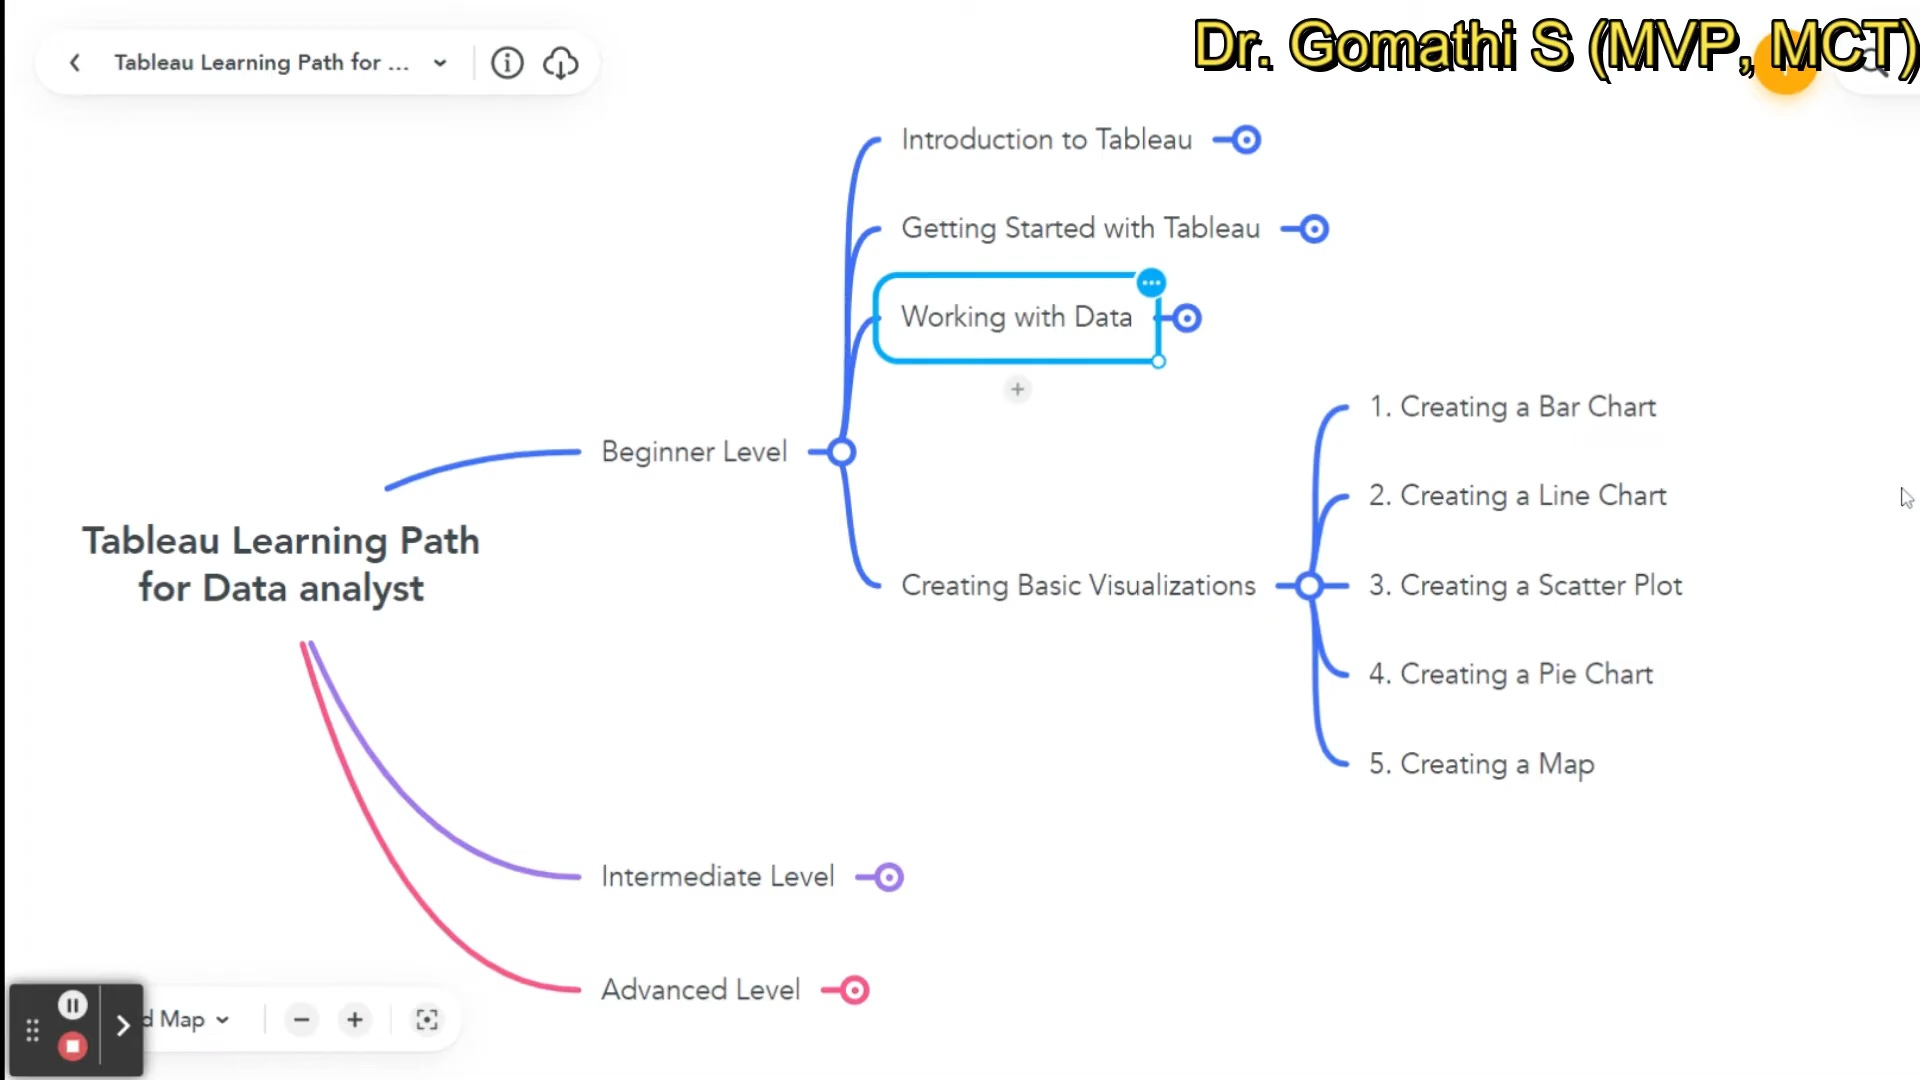 Dr. Gomathi S (MVP, MCT)
Tableau Learning Path for ...
Introduction to Tableau
Getting Started with Tableau
Working with Data
1. Creating a Bar Chart
Beginner Level
2. Creating a Line Chart
Tableau Learning Path
for Data analyst
Creating Basic Visualizations
3. Creating a Scatter Plot
4. Creating a Pie Chart
5. Creating a Map
Intermediate Level
Advanced Level
d Map